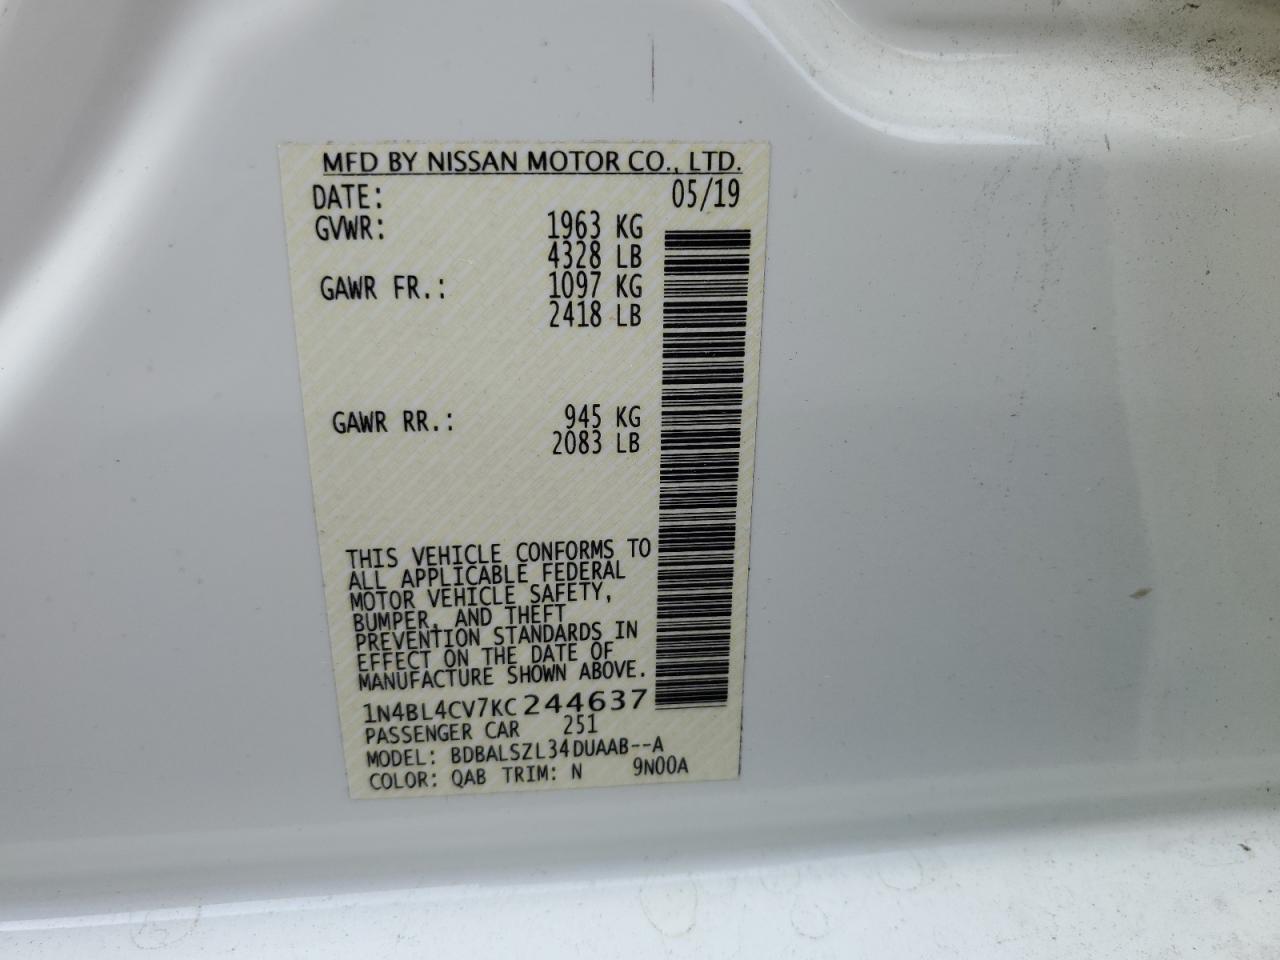 MFD BY NISSAN MOTOR CO., LTD.
DATE: 05/19
GVWR: 1963 KG
4328 LB
GAWR FR.: 1097 KG
2418 LB
GAWR RR.: 945 KG
2083 LB
THIS VEHICLE CONFORMS TO
ALL APPLICABLE FEDERAL
MOTOR VEHICLE SAFETY,
BUMPER, AND THEFT
PREVENTION STANDARDS IN
EFFECT ON THE DATE OF
MANUFACTURE SHOWN ABOVE.
1N4BL4CV7KC244637
PASSENGER CAR 251
MODEL: BDBALSZL34DUAAB--A
COLOR: QAB TRIM: N 9N00A